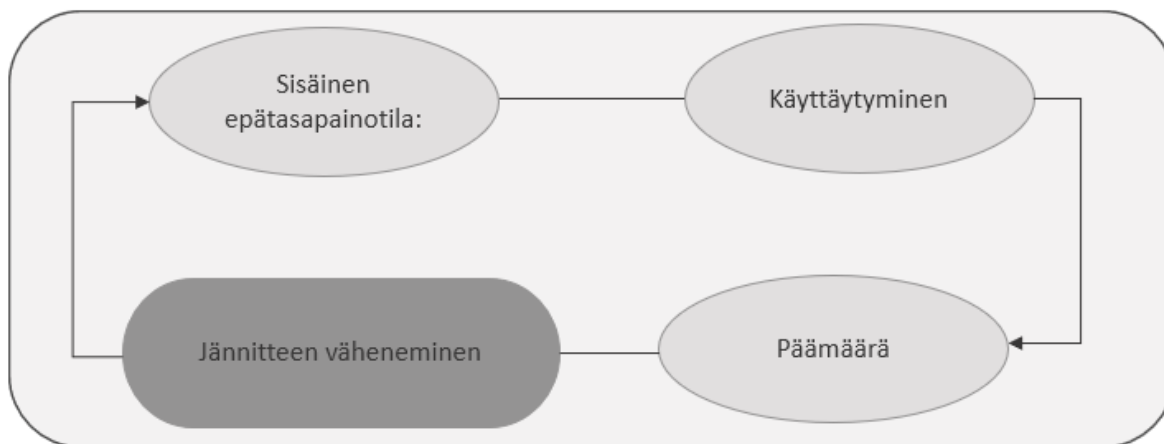 Sisäinen
epätasapainotila:
Käyttäytyminen
Jännitteen väheneminen
Päämäärä